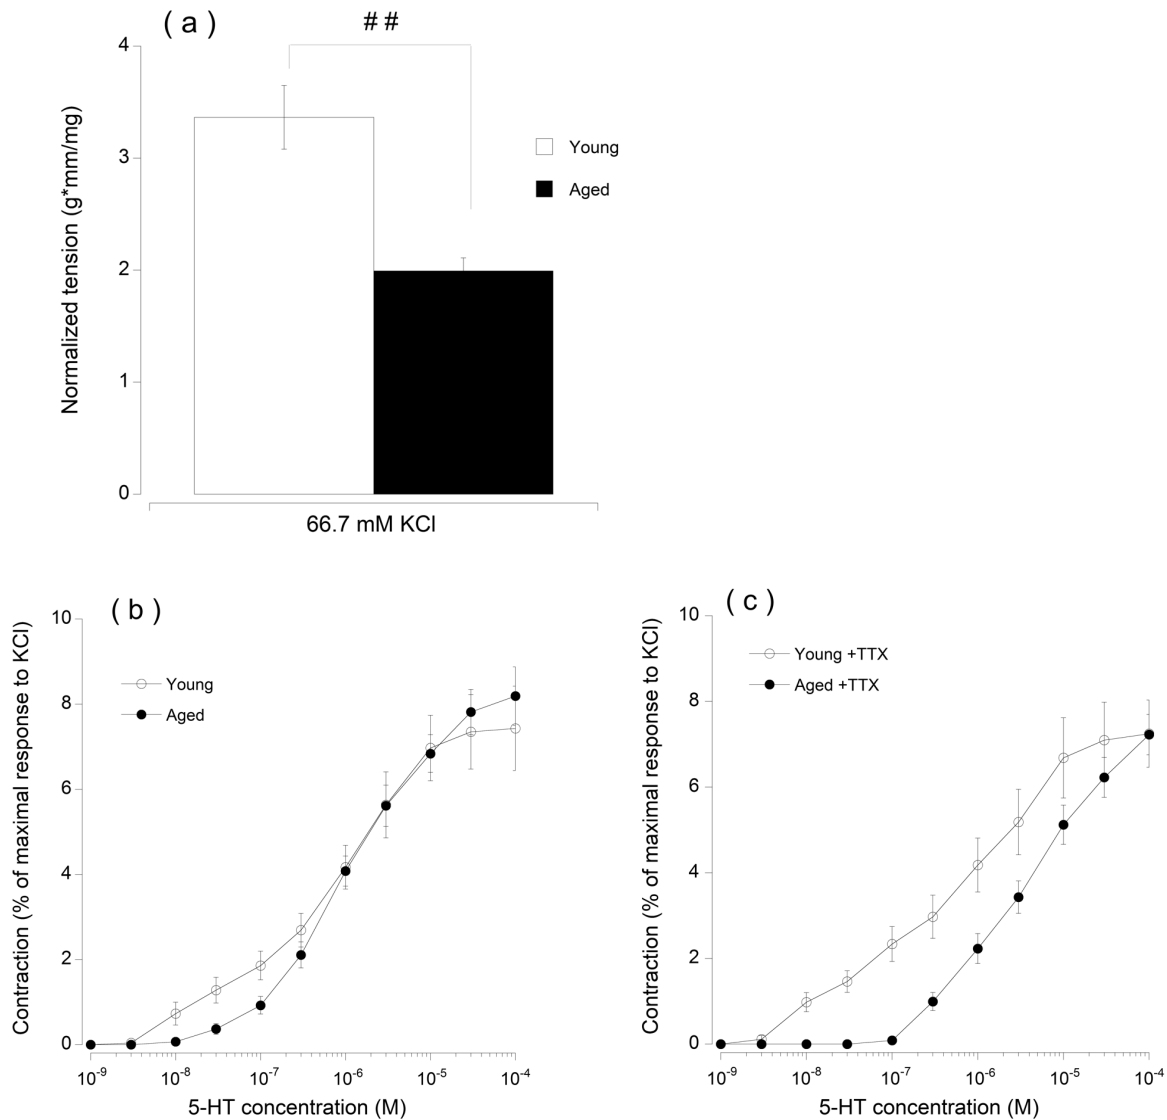 ( a )
# #
4
3
2
1
0
Normalized tension (g*mm/mg)
Young
Aged
66.7 mM KCl
( b )
10
8
6
4
2
0
Contraction (% of maximal response to KCl)
Young
Aged
10-9
10-8
10-7
10-6
10-5
10-4
5-HT concentration (M)
( c )
10
8
6
4
2
0
Contraction (% of maximal response to KCl)
Young +TTX
Aged +TTX
10-9
10-8
10-7
10-6
10-5
10-4
5-HT concentration (M)